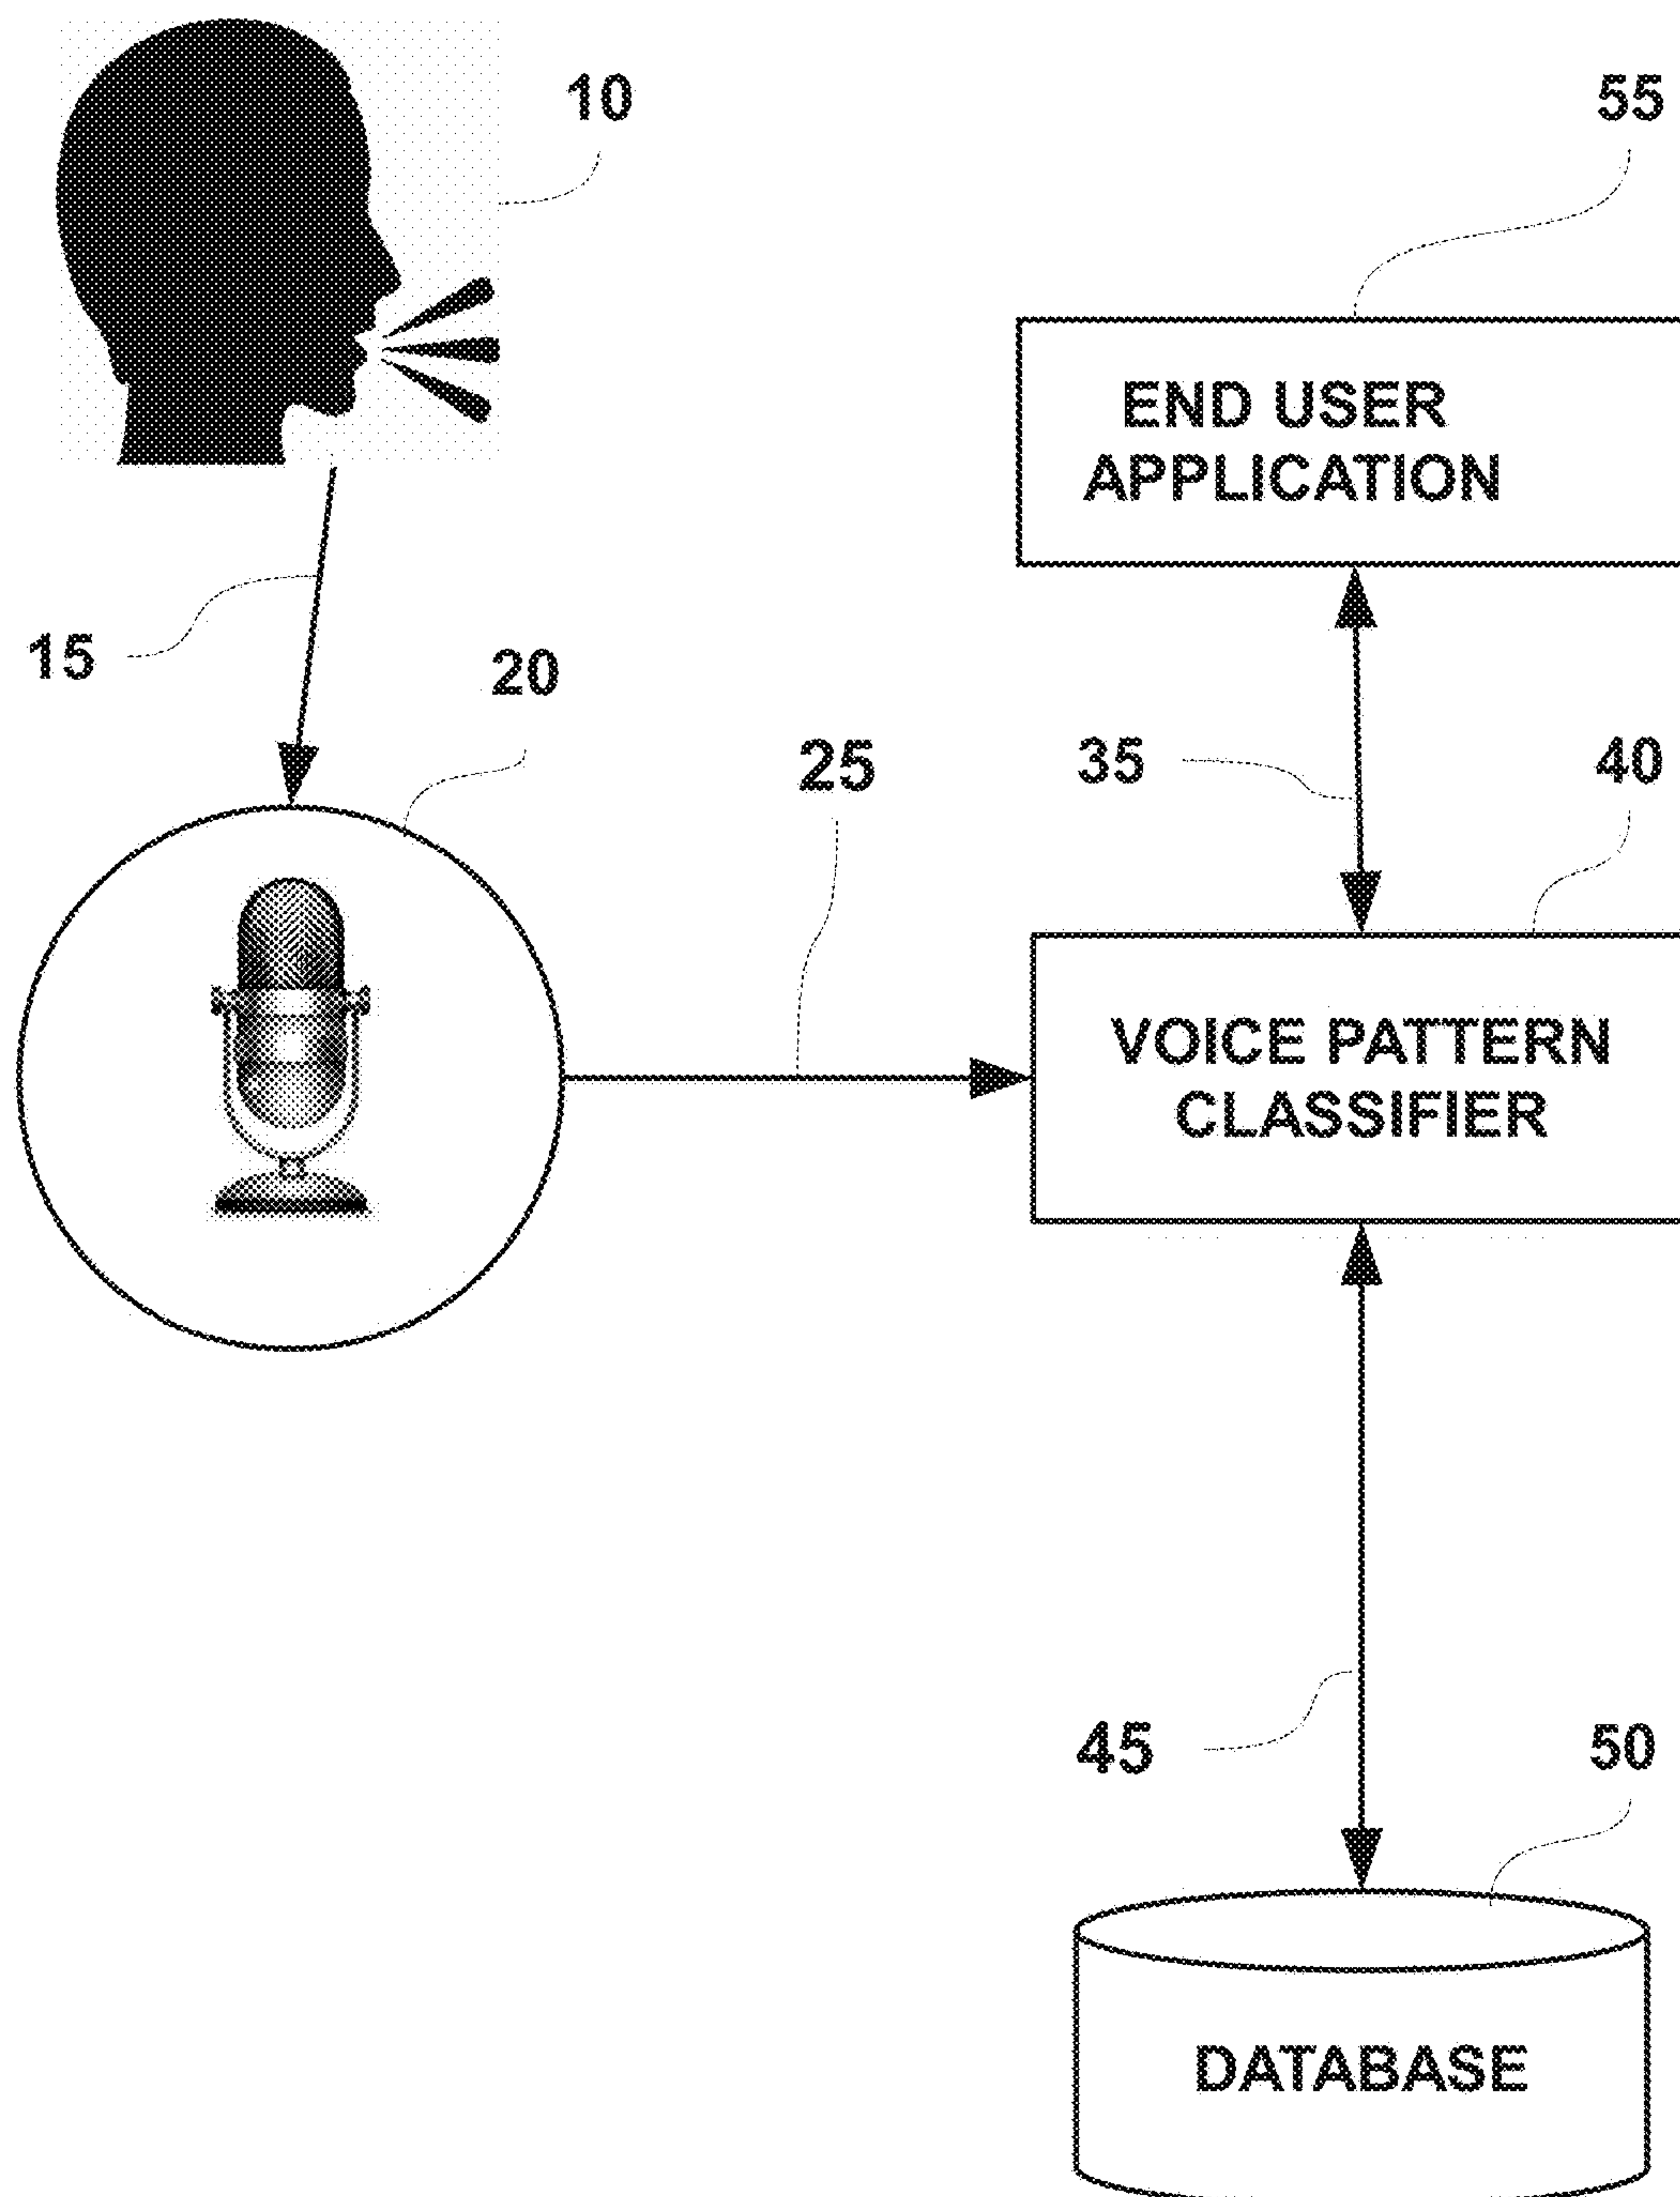 10
55
END USER
APPLICATION
15
20
25
35
40
VOICE PATTERN
CLASSIFIER
45
50
DATABASE